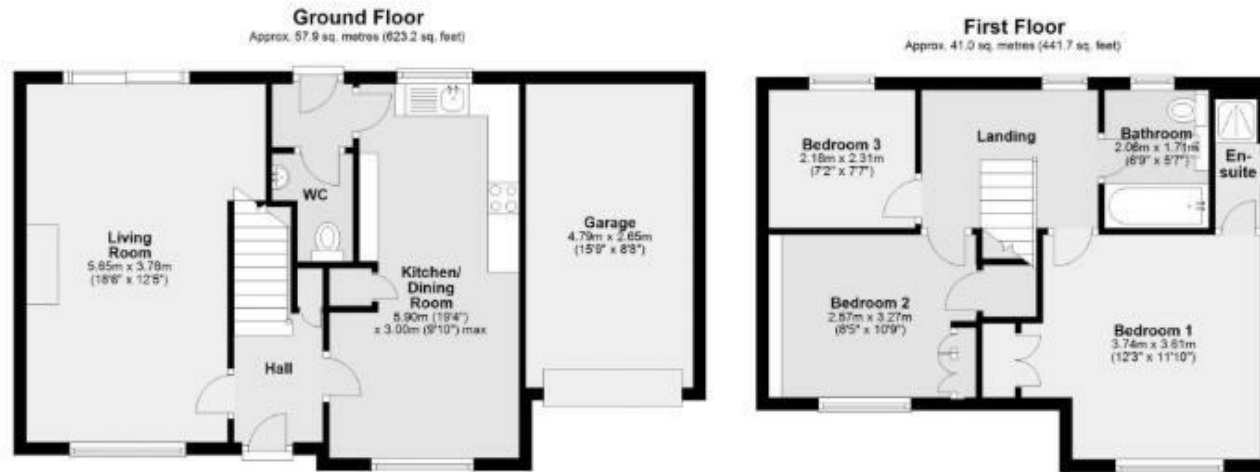 Ground Floor
Approx. 57.9 sq. metres (623.2 sq. feet)
Living
Room
5.65m x 3.78m
(18'6" x 12'5")
WC
Hall
Kitchen/
Dining
Room
5.90m (19'4")
x 3.00m (9'10") max
Garage
4.79m x 2.65m
(15'9" x 8'8")
First Floor
Approx. 41.0 sq. metres (441.7 sq. feet)
Bedroom 3
2.18m x 2.31m
(7'2" x 7'7")
Landing
Bathroom
2.06m x 1.71m
(6'9" x 5'7")
En-
suite
Bedroom 2
2.57m x 3.27m
(8'5" x 10'9")
Bedroom 1
3.74m x 3.61m
(12'3" x 11'10")